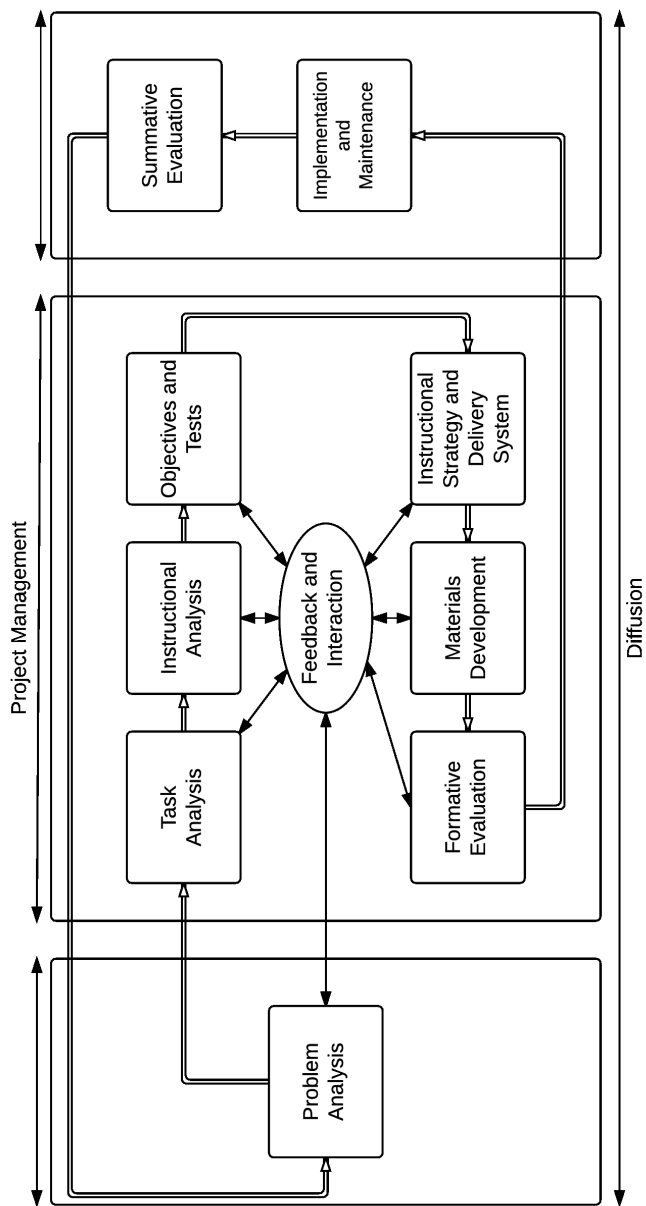 Project Management
Problem
Analysis
Task
Analysis
Instructional
Analysis
Objectives and
Tests
Feedback and
Interaction
Formative
Evaluation
Materials
Development
Instructional
Strategy and
Delivery
System
Summative
Evaluation
Implementation
and
Maintenance
Diffusion